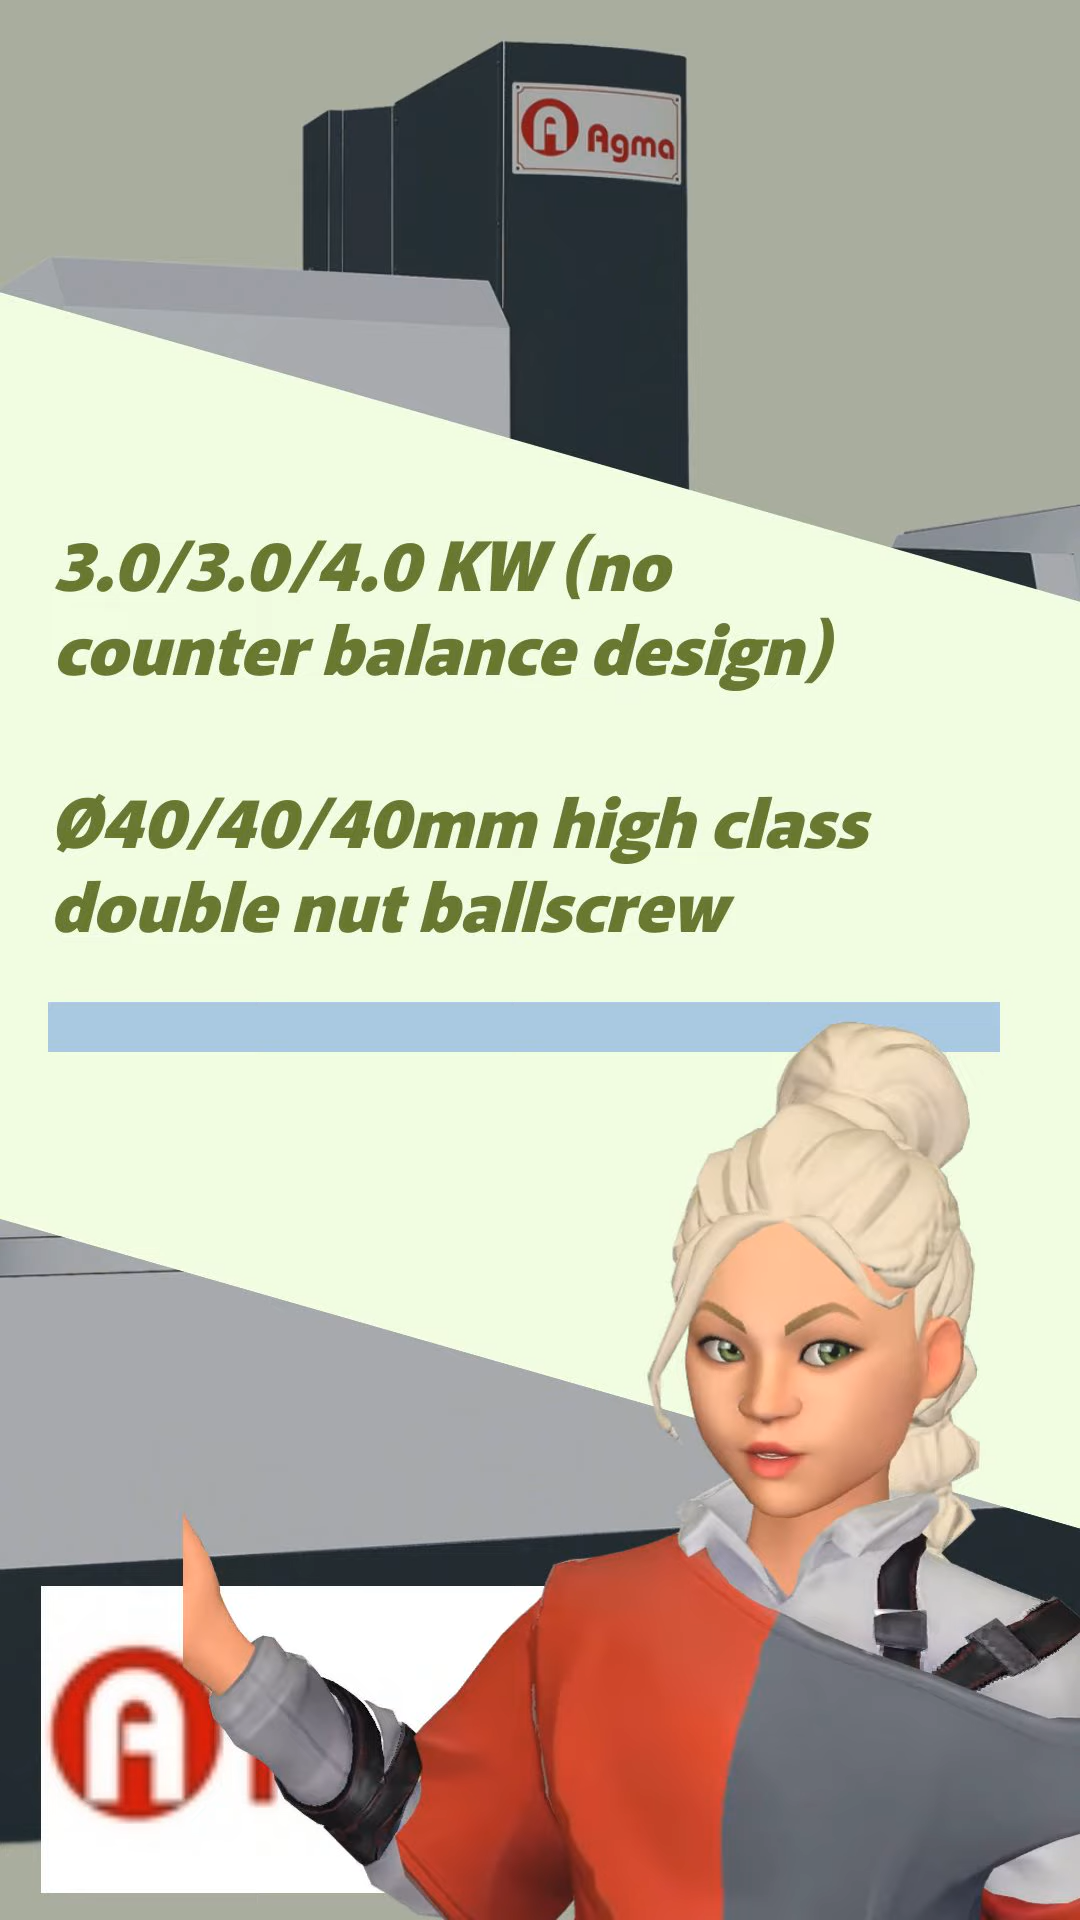 Agma
3.0/3.0/4.0 KW (no
counter balance design)
Ø40/40/40mm high class
double nut ballscrew